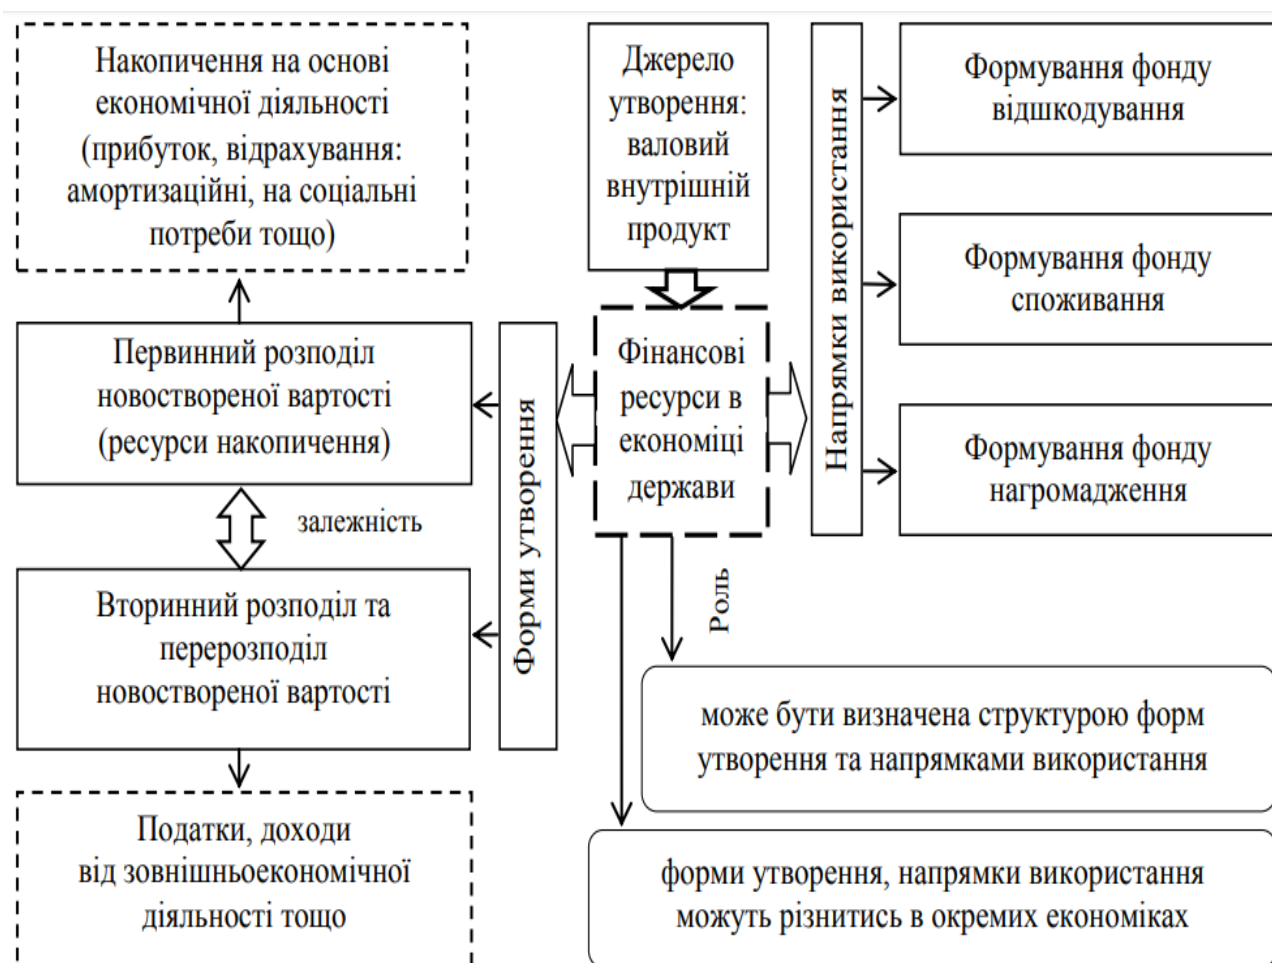 Накопичення на основі
економічної діяльності
(прибуток, відрахування:
амортизаційні, на соціальні
потреби тощо)
Джерело
утворення:
валовий
внутрішній
продукт
Напрямки використання
Формування фонду
відшкодування
Формування фонду
споживання
Формування фонду
нагромадження
Первинний розподіл
новоствореної вартості
(ресурси накопичення)
Форми утворення
Фінансові
ресурси в
економіці
держави
залежність
Вторинний розподіл та
перерозподіл
новоствореної вартості
Роль
може бути визначена структурою форм
утворення та напрямками використання
Податки, доходи
від зовнішньоекономічної
діяльності тощо
форми утворення, напрямки використання
можуть різнитись в окремих економіках